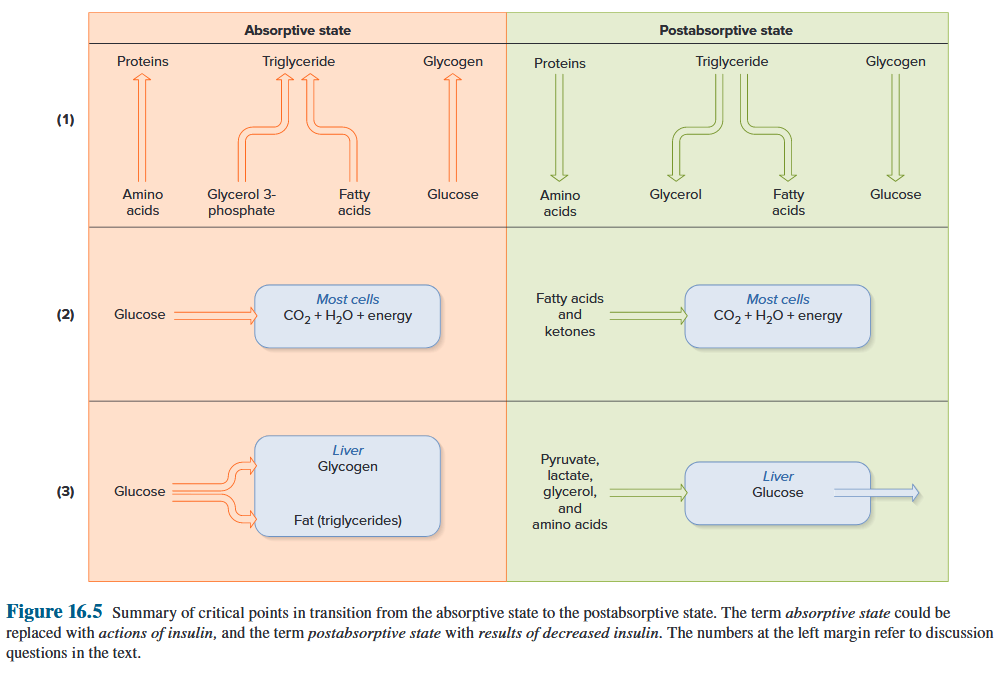 Absorptive state
Postabsorptive state
(1)
Proteins
Triglyceride
Glycogen
Amino
acids
Glycerol 3-
phosphate
Fatty
acids
Glucose
Proteins
Triglyceride
Glycogen
Amino
acids
Glycerol
Fatty
acids
Glucose
(2)
Glucose
Most cells
CO₂ + H₂O + energy
Fatty acids
and
ketones
Most cells
CO₂ + H₂O + energy
(3)
Glucose
Liver
Glycogen
Fat (triglycerides)
Pyruvate,
lactate,
glycerol,
and
amino acids
Liver
Glucose
Figure 16.5 Summary of critical points in transition from the absorptive state to the postabsorptive state. The term absorptive state could be
replaced with actions of insulin, and the term postabsorptive state with results of decreased insulin. The numbers at the left margin refer to discussion
questions in the text.